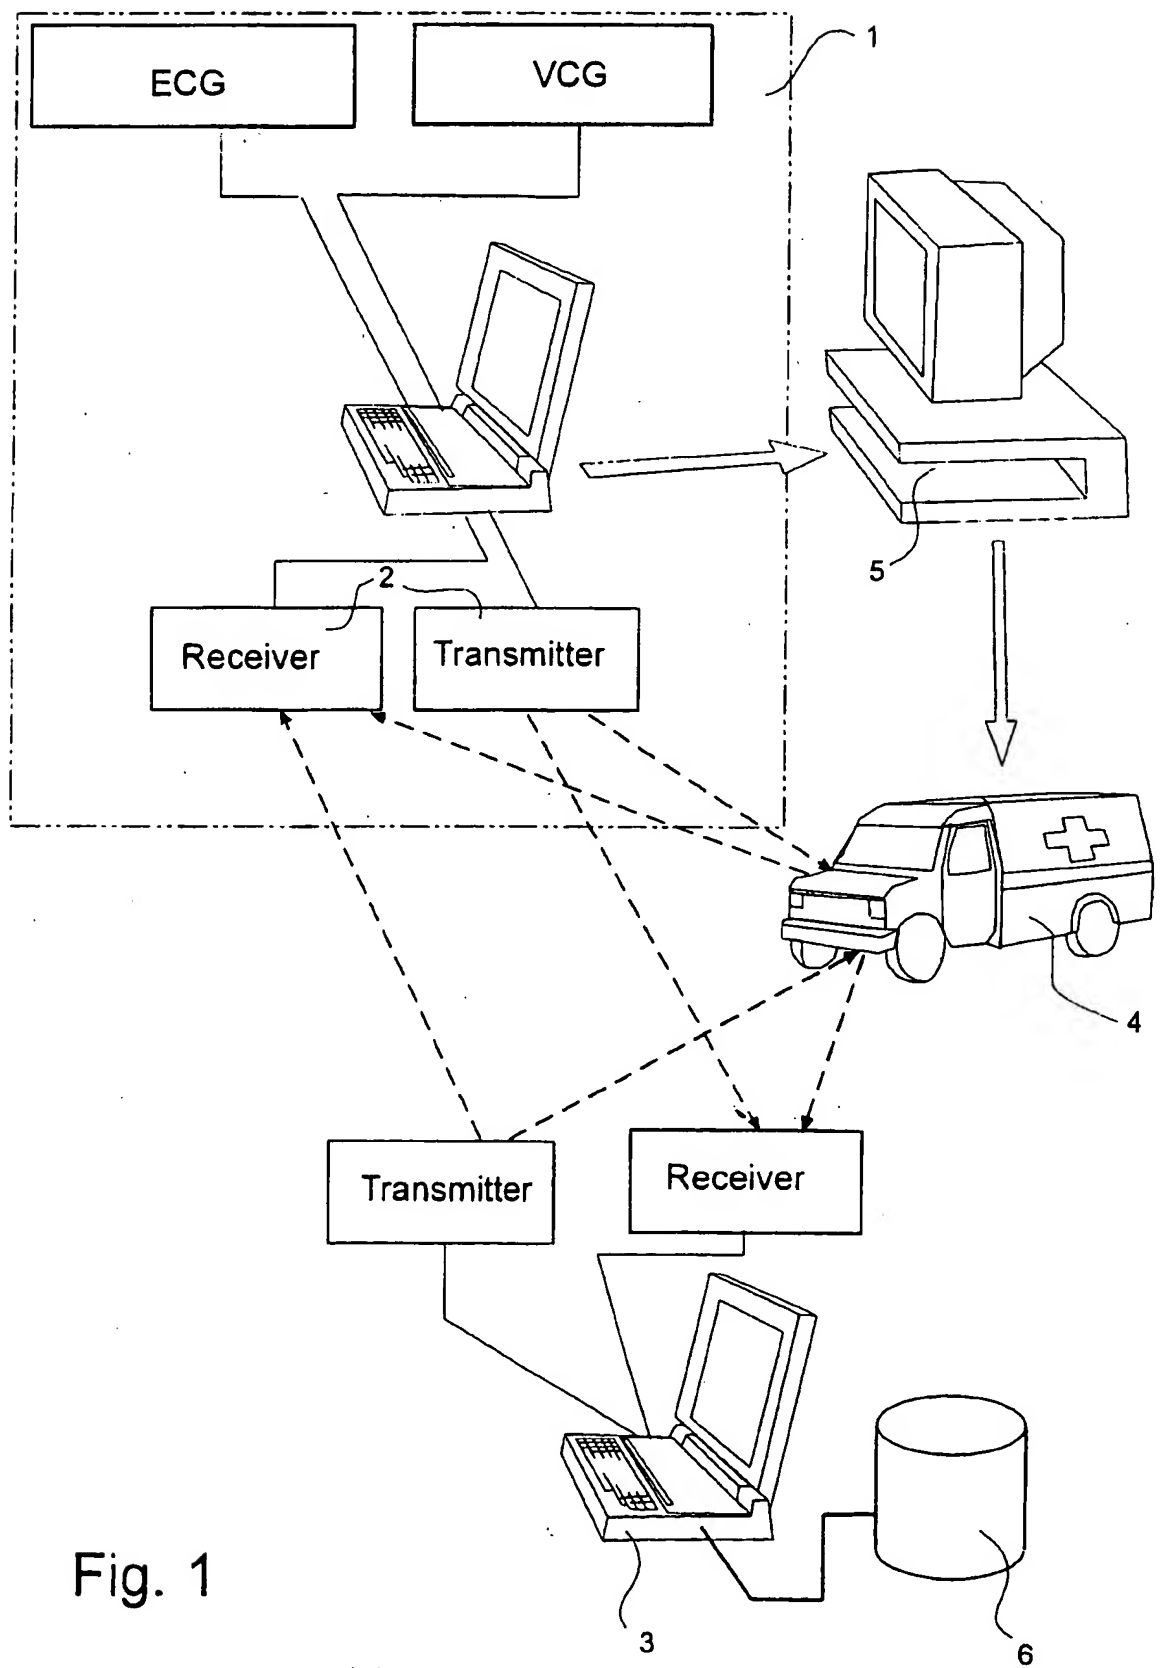 1
ECG
VCG
5
2
Receiver
Transmitter
4
Transmitter
Receiver
3
6
Fig. 1